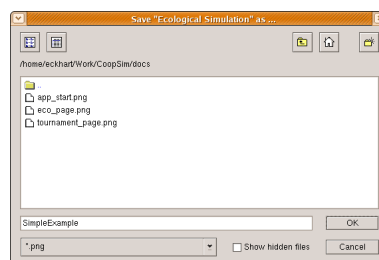 Save "Ecological Simulation" as ...
/home/eckhart/Work/CoopSim/docs
..
app_start.png
eco_page.png
tournament_page.png
SimpleExample
OK
*.png
Show hidden files
Cancel